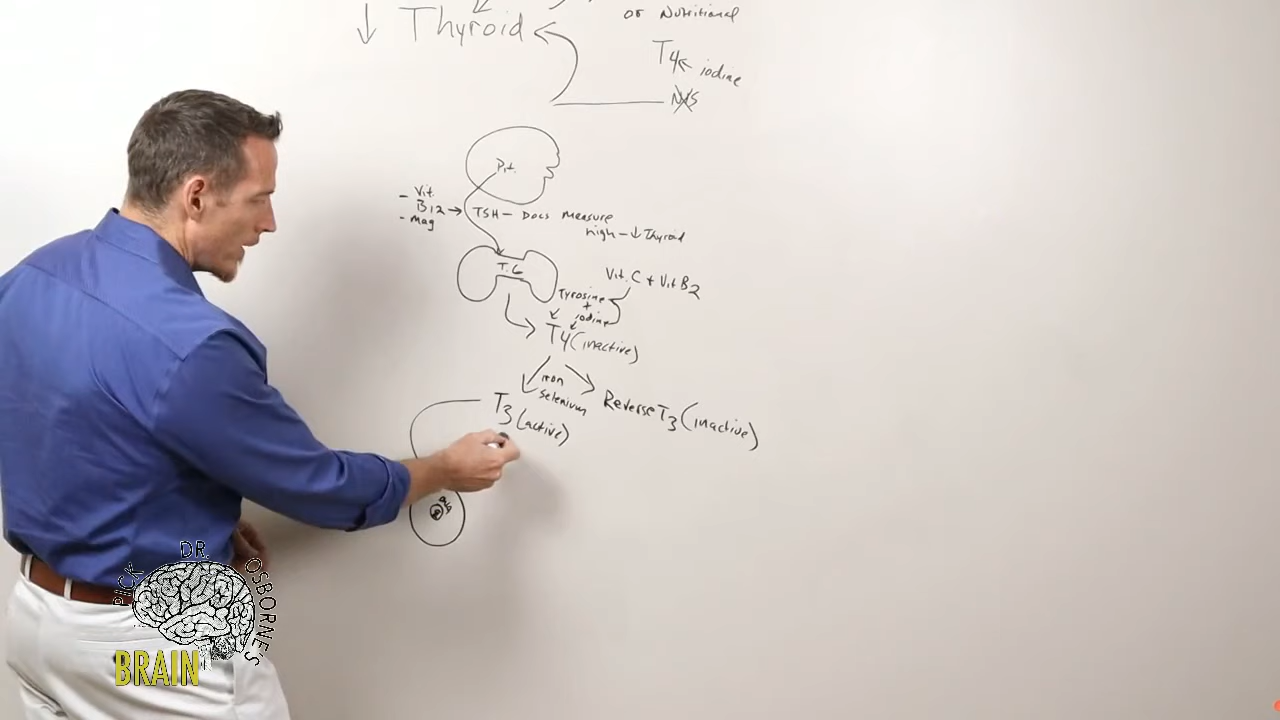 or Nutritional
↓ Thyroid
T4 ← iodine
Pit.
- Vit.
B12 →
- mag
TSH - Docs measure
high - ↓ Thyroid
T.G
Vit. C + Vit B2
Tyrosine
+
iodine
T4 (inactive)
iron
Selenium
T3 (active)
Reverse T3 (inactive)
PICK DR. OSBORNE'S
BRAIN